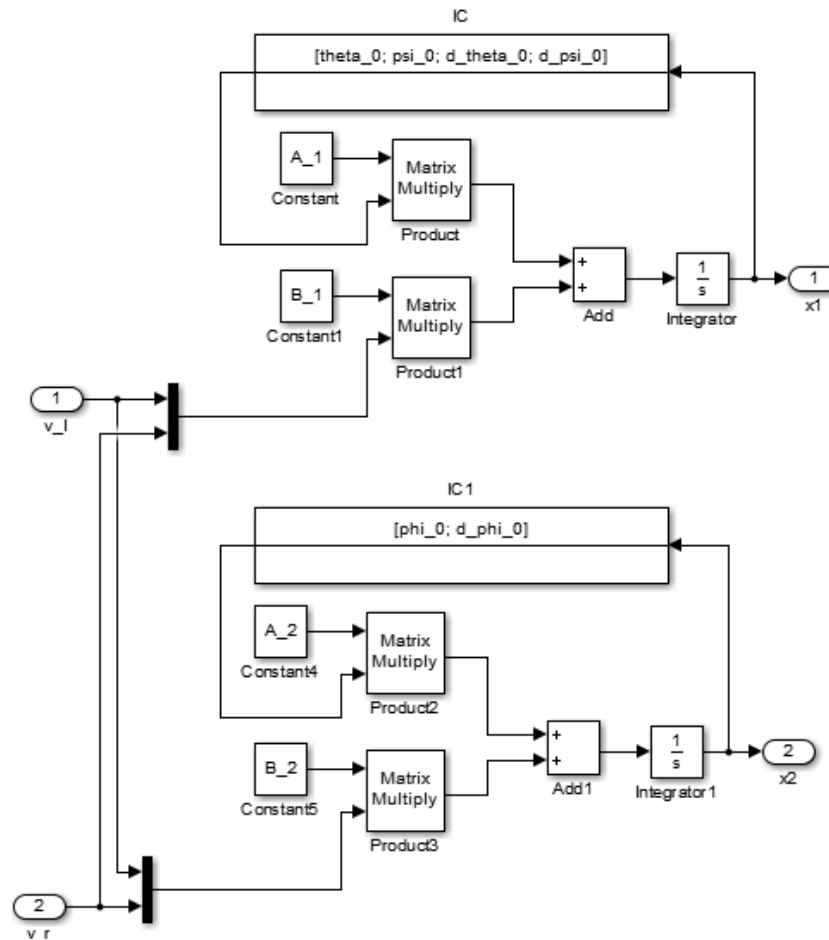 IC
[theta_0; psi_0; d_theta_0; d_psi_0]
A_1
Constant
Matrix
Multiply
Product
B_1
Constant1
Matrix
Multiply
Product1
+
+
Add
1
s
Integrator
1
x1
1
v_l
IC1
[phi_0; d_phi_0]
A_2
Constant4
Matrix
Multiply
Product2
B_2
Constant5
Matrix
Multiply
Product3
+
+
Add1
1
s
Integrator1
2
x2
2
v_r